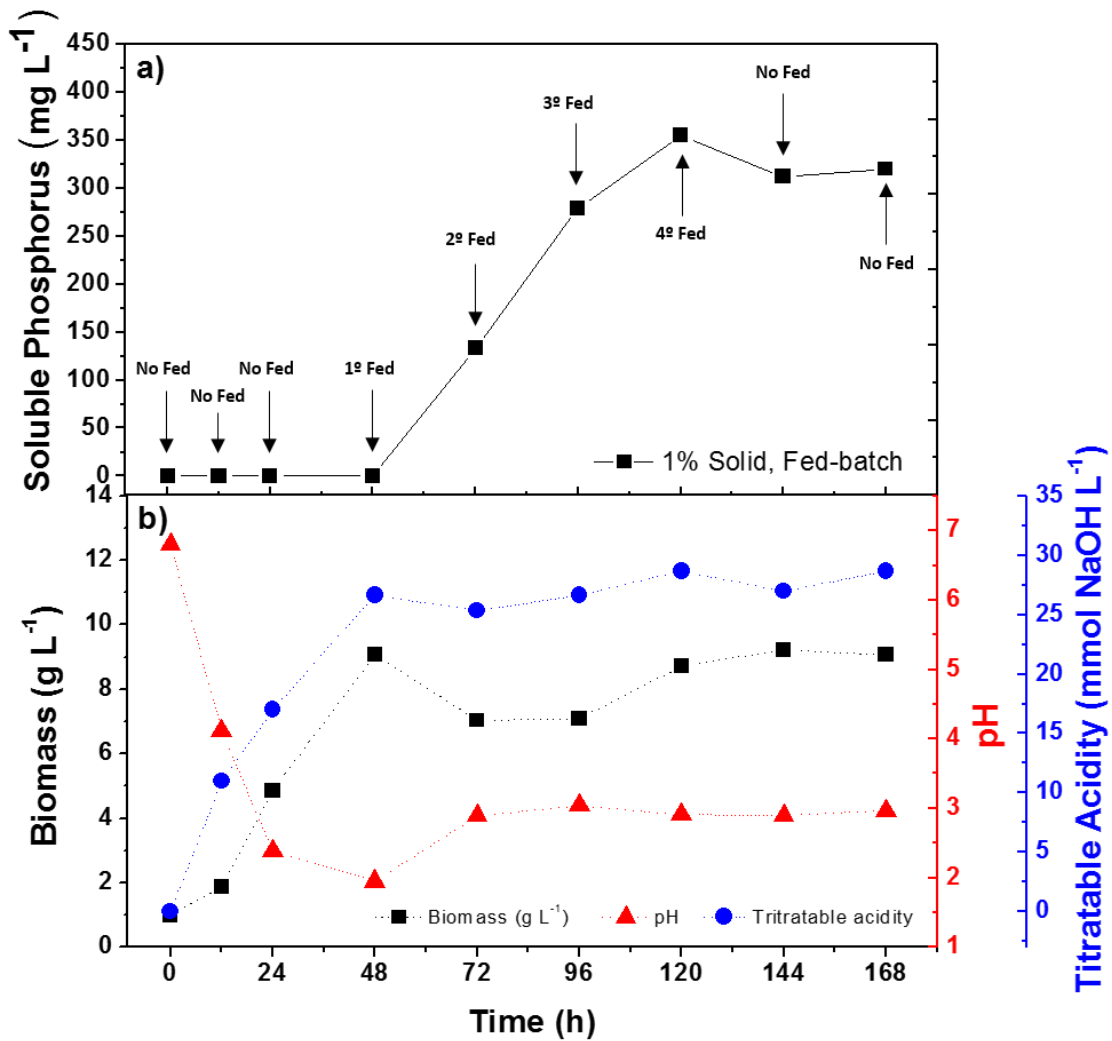 a)
Soluble Phosphorus (mg L-1)
450
400
350
300
250
200
150
100
50
0
No Fed
No Fed
No Fed
1º Fed
2º Fed
3º Fed
4º Fed
No Fed
No Fed
1% Solid, Fed-batch
b)
Biomass (g L-1)
14
12
10
8
6
4
2
0
7
6
5
4
3
2
1
pH
35
30
25
20
15
10
5
0
Titratable Acidity (mmol NaOH L-1)
Biomass (g L-1) pH Tritratable acidity
0 24 48 72 96 120 144 168
Time (h)